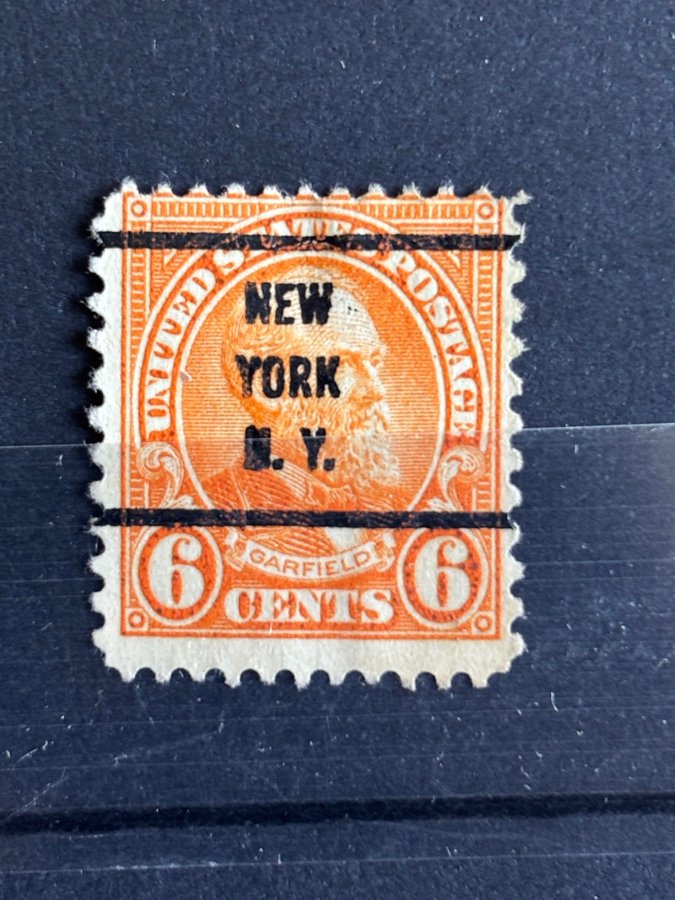 UNITED STATES POSTAGE
NEW
YORK
N. Y.
GARFIELD
6 CENTS 6